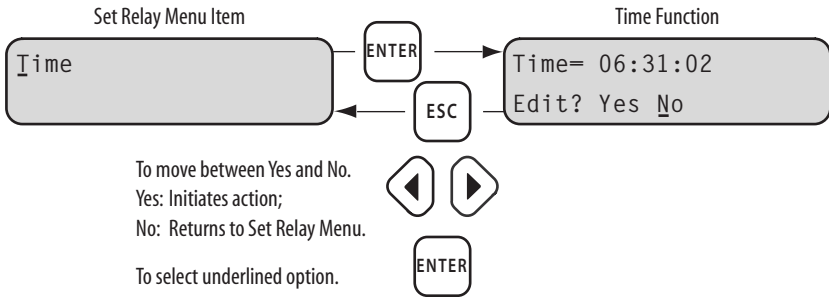 Set Relay Menu Item
Time Function
Time
ENTER
Time= 06:31:02
Edit? Yes No
ESC
To move between Yes and No.
Yes: Initiates action;
No: Returns to Set Relay Menu.
To select underlined option.
ENTER